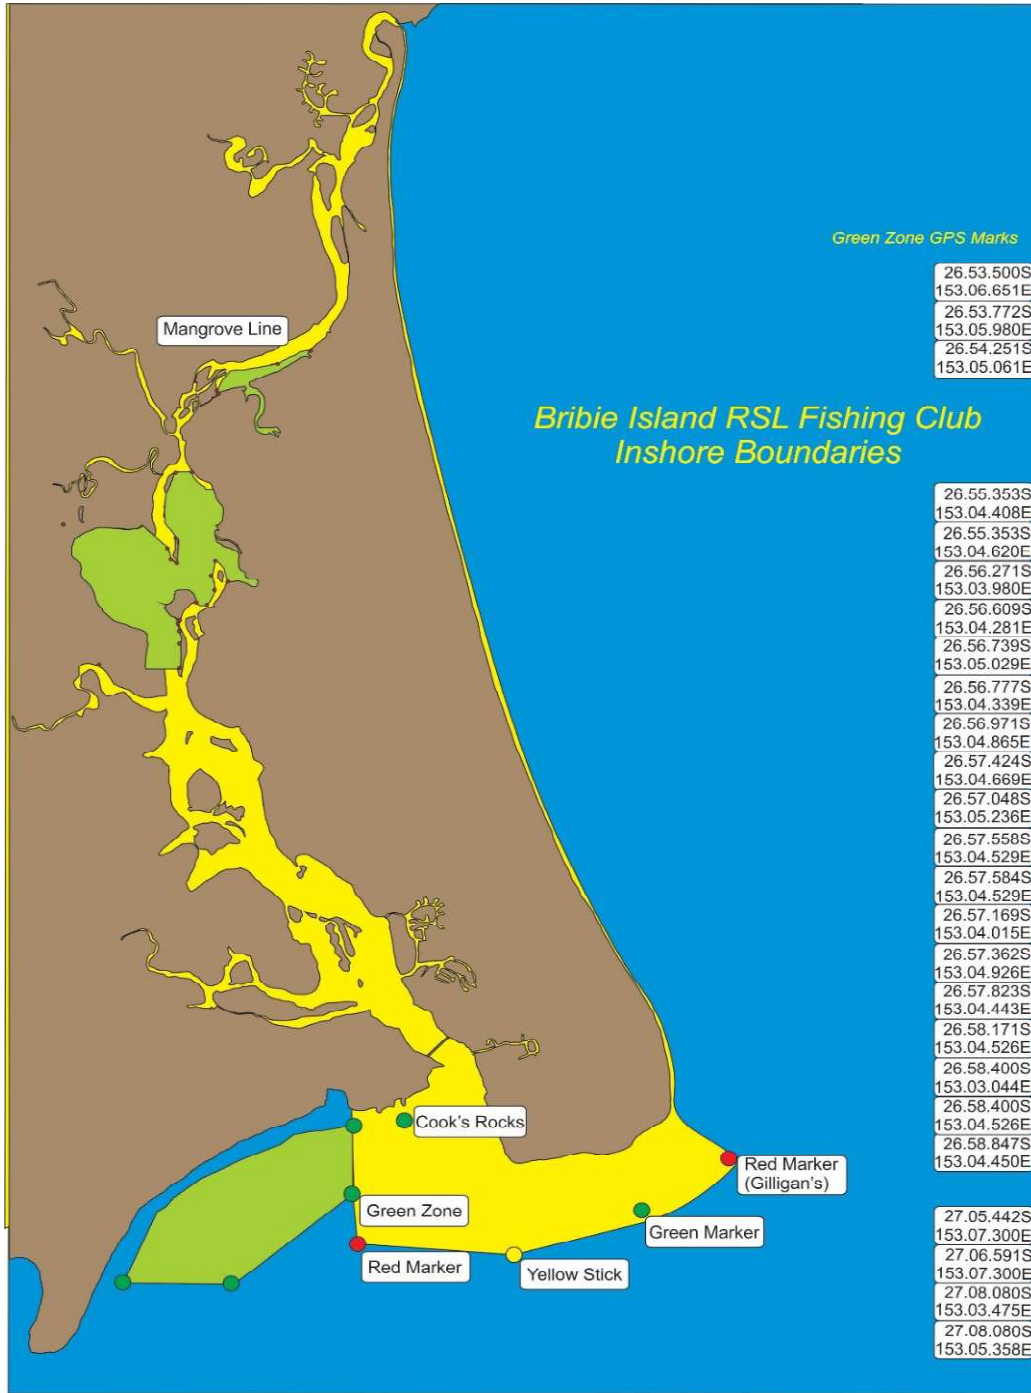 Green Zone GPS Marks
26.53.500S
153.06.651E
26.53.772S
153.05.980E
26.54.251S
153.05.061E
Mangrove Line
Bribie Island RSL Fishing Club
Inshore Boundaries
26.55.353S
153.04.408E
26.55.353S
153.04.620E
26.56.271S
153.03.980E
26.56.609S
153.04.281E
26.56.739S
153.05.029E
26.56.777S
153.04.339E
26.56.971S
153.04.865E
26.57.424S
153.04.669E
26.57.048S
153.05.236E
26.57.558S
153.04.529E
26.57.584S
153.04.529E
26.57.169S
153.04.015E
26.57.362S
153.04.926E
26.57.823S
153.04.443E
26.58.171S
153.04.526E
26.58.400S
153.03.044E
26.58.400S
153.04.526E
26.58.847S
153.04.450E
Cook's Rocks
Red Marker
(Gilligan's)
Green Zone
Green Marker
Red Marker
Yellow Stick
27.05.442S
153.07.300E
27.06.591S
153.07.300E
27.08.080S
153.03.475E
27.08.080S
153.05.358E